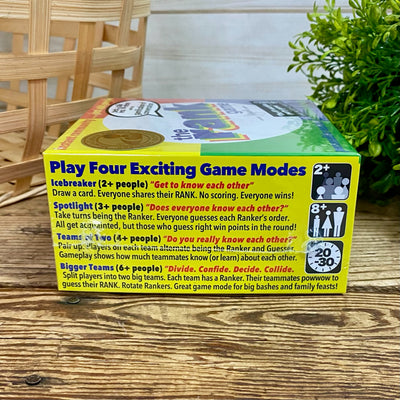 the
Play Four Exciting Game Modes
Icebreaker (2+ people) "Get to know each other"
Draw a card. Everyone shares their RANK. No scoring. Everyone wins!
Spotlight (3+ people) "Does everyone know each other?"
Take turns being the Ranker. Everyone guesses each Ranker's order.
All get acquainted, but those who guess right win points in the round!
Teams of Two (4+ people) "Do you really know each other?"
Pair up. Players on each team alternate being the Ranker and Guesser.
Gameplay shows how much teammates know (or learn) about each other.
Bigger Teams (6+ people) "Divide. Confide. Decide. Collide.
Split players into two big teams. Each team has a Ranker. Their teammates powwow to
guess their RANK. Rotate Rankers. Great game mode for big bashes and family feasts!
2+
8+
20
-30